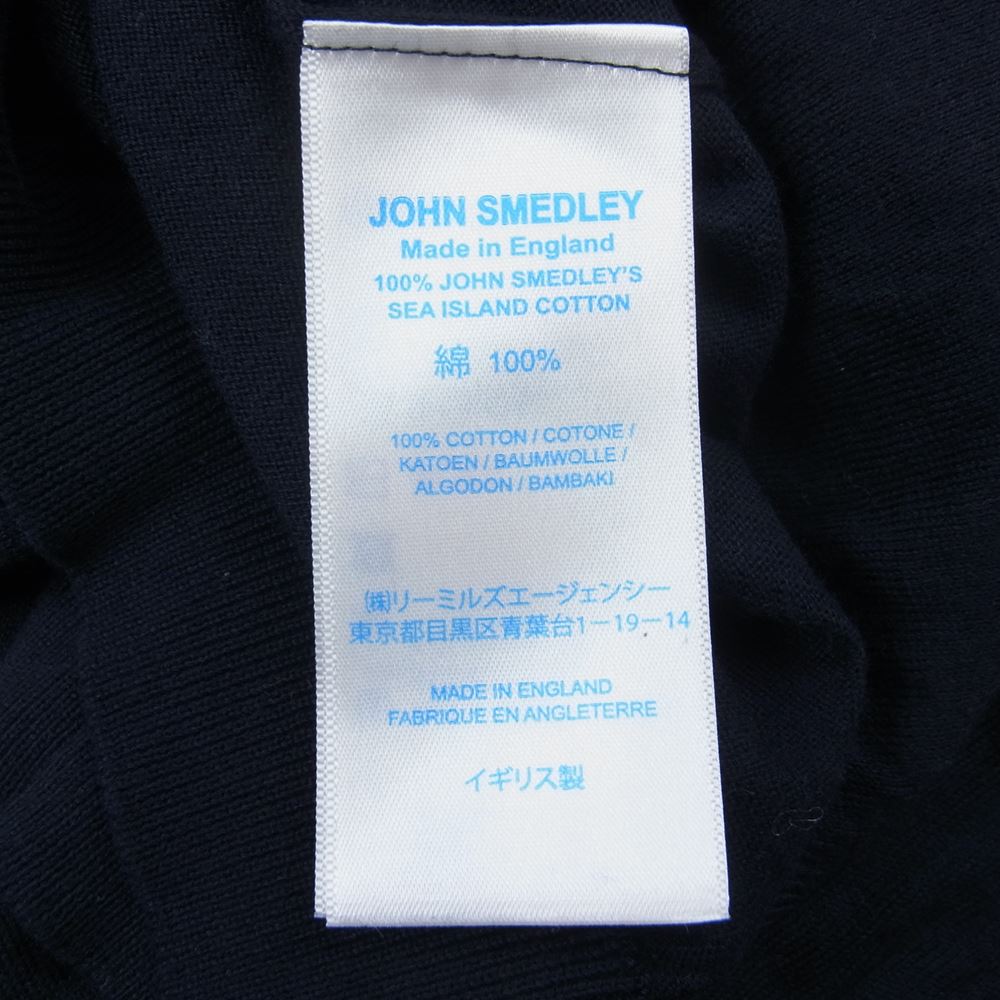 JOHN SMEDLEY
Made in England
100% JOHN SMEDLEY'S
SEA ISLAND COTTON
綿 100%
100% COTTON / COTONE /
KATOEN / BAUMWOLLE /
ALGODON / BAMBAKI
㈱リーミルズエージェンシー
東京都目黒区青葉台1-19-14
MADE IN ENGLAND
FABRIQUE EN ANGLETERRE
イギリス製